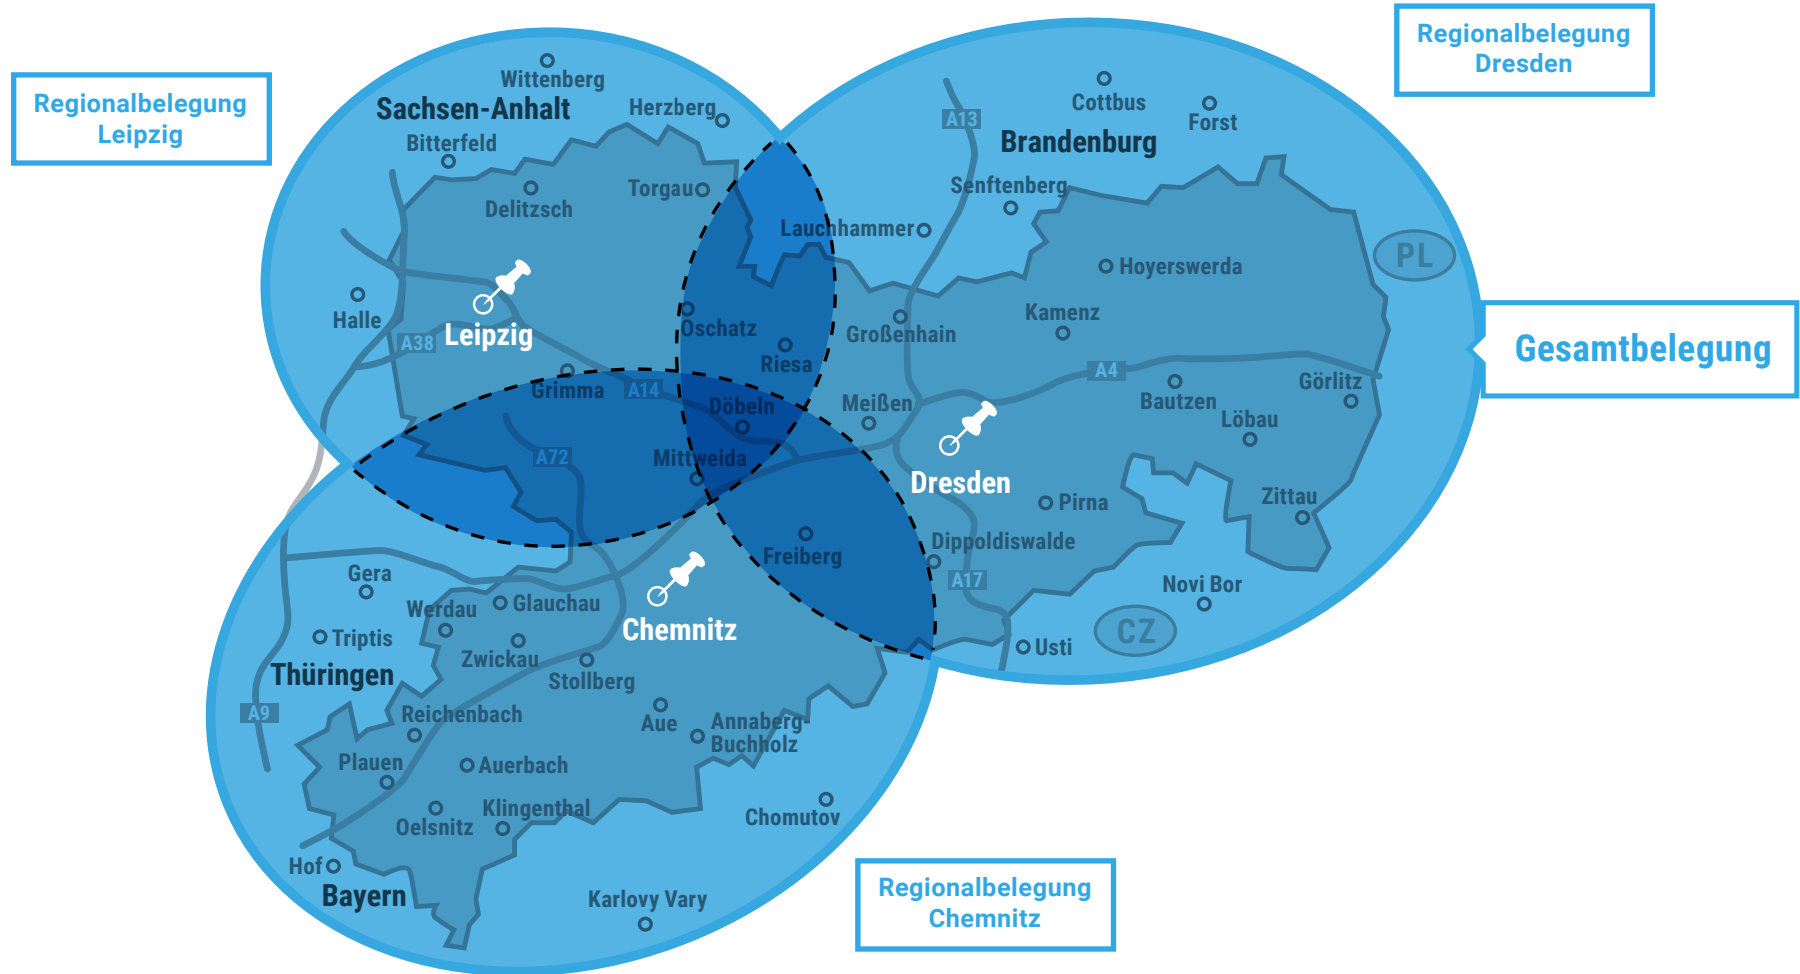 Regionalbelegung
Leipzig
Regionalbelegung
Dresden
Gesamtbelegung
Regionalbelegung
Chemnitz
Wittenberg
Sachsen-Anhalt
Herzberg
Bitterfeld
Torgau
Delitzsch
Halle
A38
Leipzig
Oschatz
Riesa
Grimma
A14
Döbeln
A72
Mittweida
Cottbus
A13
Forst
Brandenburg
Senftenberg
Lauchhammer
PL
Hoyerswerda
Großenhain
Kamenz
A4
Görlitz
Meißen
Bautzen
Löbau
Dresden
Zittau
Pirna
Dippoldiswalde
Freiberg
A17
Novi Bor
CZ
Usti
Gera
Werdau
Glauchau
Chemnitz
Triptis
Zwickau
Thüringen
Stollberg
A9
Reichenbach
Aue
Annaberg-
Buchholz
Plauen
Auerbach
Klingenthal
Oelsnitz
Chomutov
Hof
Bayern
Karlovy Vary